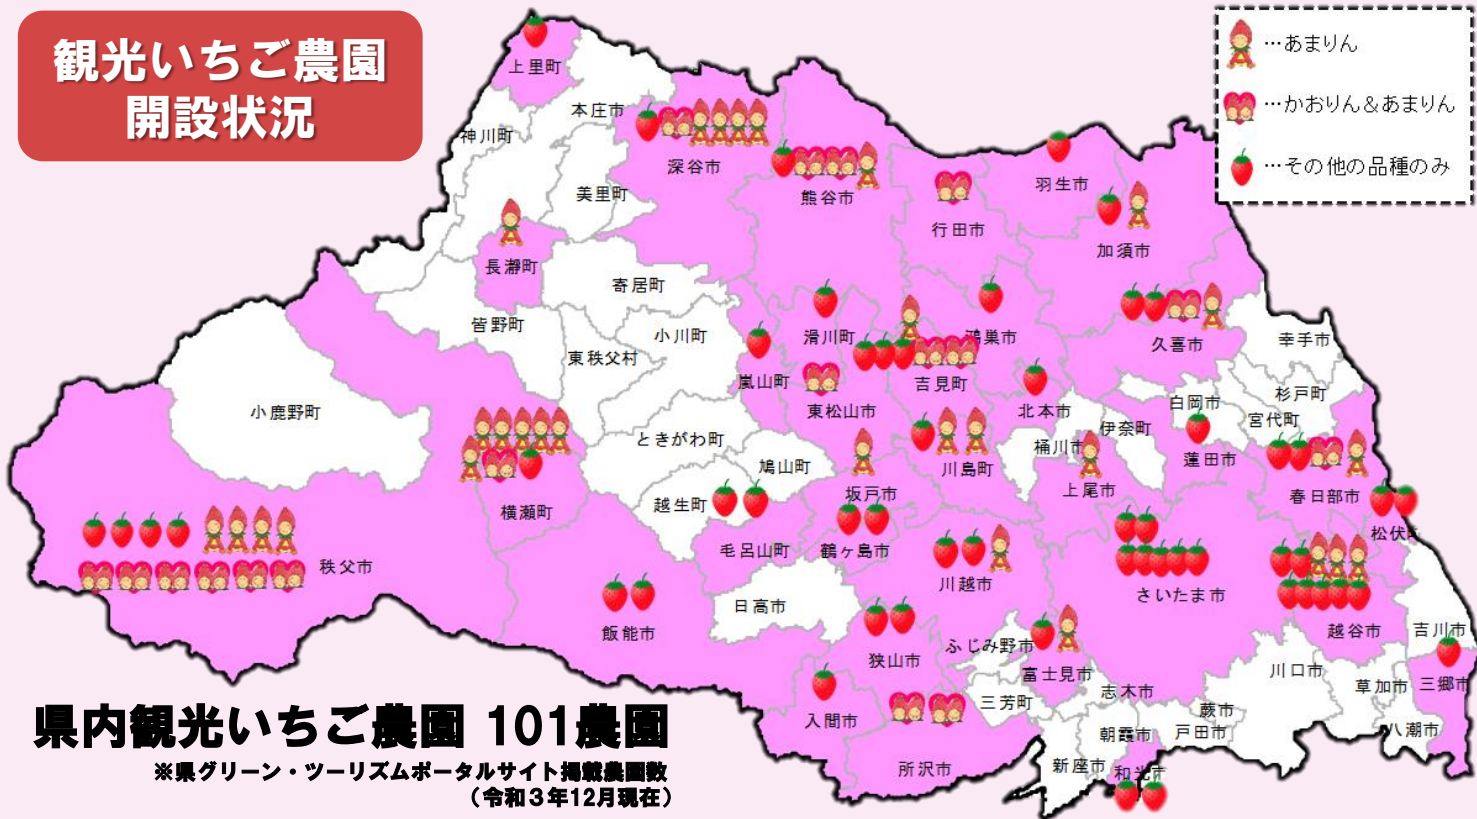 観光いちご農園
開設状況
…あまりん
…かおりん＆あまりん
…その他の品種のみ
上里町
本庄市
神川町
深谷市
美里町
熊谷市
羽生市
行田市
加須市
長瀞町
寄居町
皆野町
小川町
滑川町
鴻巣市
久喜市
幸手市
東秩父村
嵐山町
吉見町
杉戸町
白岡市
小鹿野町
東松山市
北本市
宮代町
伊奈町
ときがわ町
桶川市
鳩山町
川島町
蓮田市
坂戸市
上尾市
春日部市
越生町
横瀬町
松伏町
毛呂山町
鶴ヶ島市
秩父市
川越市
さいたま市
日高市
飯能市
越谷市
吉川市
ふじみ野市
狭山市
富士見市
川口市
志木市
草加市
三郷市
三芳町
蕨市
入間市
朝霞市
戸田市
八潮市
新座市
和光市
所沢市
県内観光いちご農園 101農園
※県グリーン・ツーリズムポータルサイト掲載農園数
（令和３年12月現在）